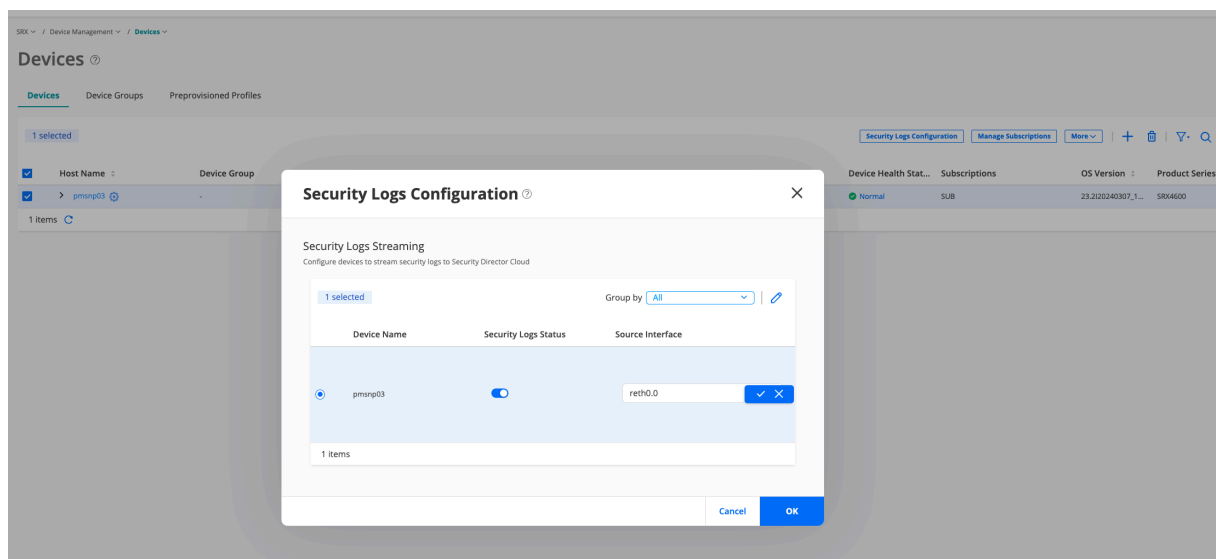 SRX / Device Management / Devices
Devices
Devices Device Groups Preprovisioned Profiles
1 selected Security Logs Configuration Manage Subscriptions More
Host Name Device Group Device Health Stat... Subscriptions OS Version Product Series
pmsnp03 - Normal SUB 23.2I20240307_1... SRX4600
1 items
Security Logs Configuration
Security Logs Streaming
Configure devices to stream security logs to Security Director Cloud
1 selected Group by All
Device Name Security Logs Status Source Interface
pmsnp03 reth0.0
1 items
Cancel OK